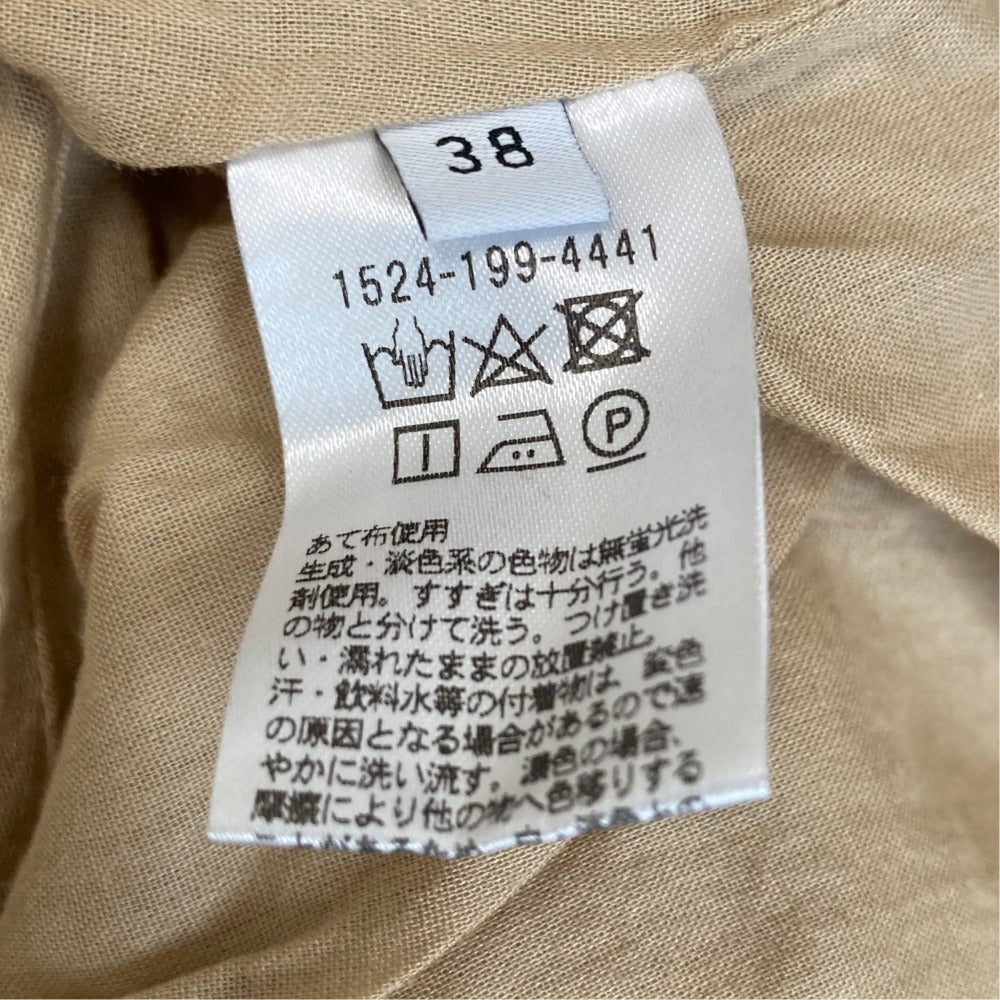 38
1524-199-4441
P
あて布使用
生成・淡色系の色物は無蛍光洗
剤使用。すすぎは十分行う。他
の物と分けて洗う。つけ置き洗
い・濡れたままの放置禁止。
汗・飲料水等の付着物は、変色
の原因となる場合があるので速
やかに洗い流す。濃色の場合、
摩擦により他の物へ色移りする